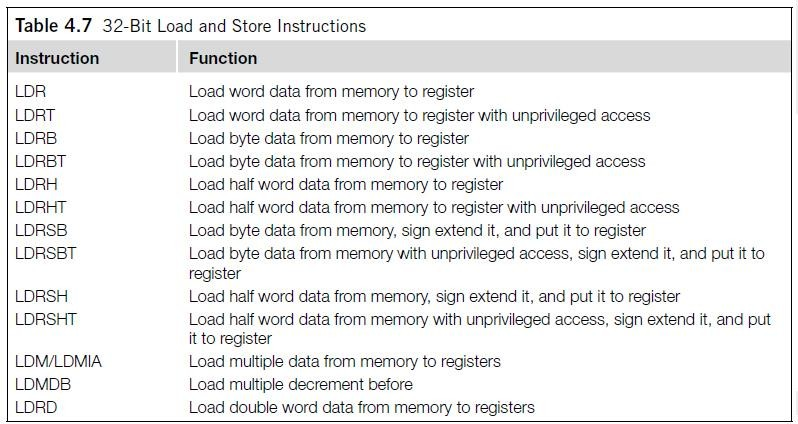 Table 4.7 32-Bit Load and Store Instructions
Instruction Function
LDR Load word data from memory to register
LDRT Load word data from memory to register with unprivileged access
LDRB Load byte data from memory to register
LDRBT Load byte data from memory to register with unprivileged access
LDRH Load half word data from memory to register
LDRHT Load half word data from memory to register with unprivileged access
LDRSB Load byte data from memory, sign extend it, and put it to register
LDRSBT Load byte data from memory with unprivileged access, sign extend it, and put it to
register
LDRSH Load half word data from memory, sign extend it, and put it to register
LDRSHT Load half word data from memory with unprivileged access, sign extend it, and put
it to register
LDM/LDMIA Load multiple data from memory to registers
LDMDB Load multiple decrement before
LDRD Load double word data from memory to registers